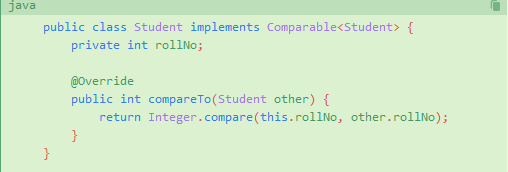 java
public class Student implements Comparable<Student> {
    private int rollNo;

    @Override
    public int compareTo(Student other) {
        return Integer.compare(this.rollNo, other.rollNo);
    }
}